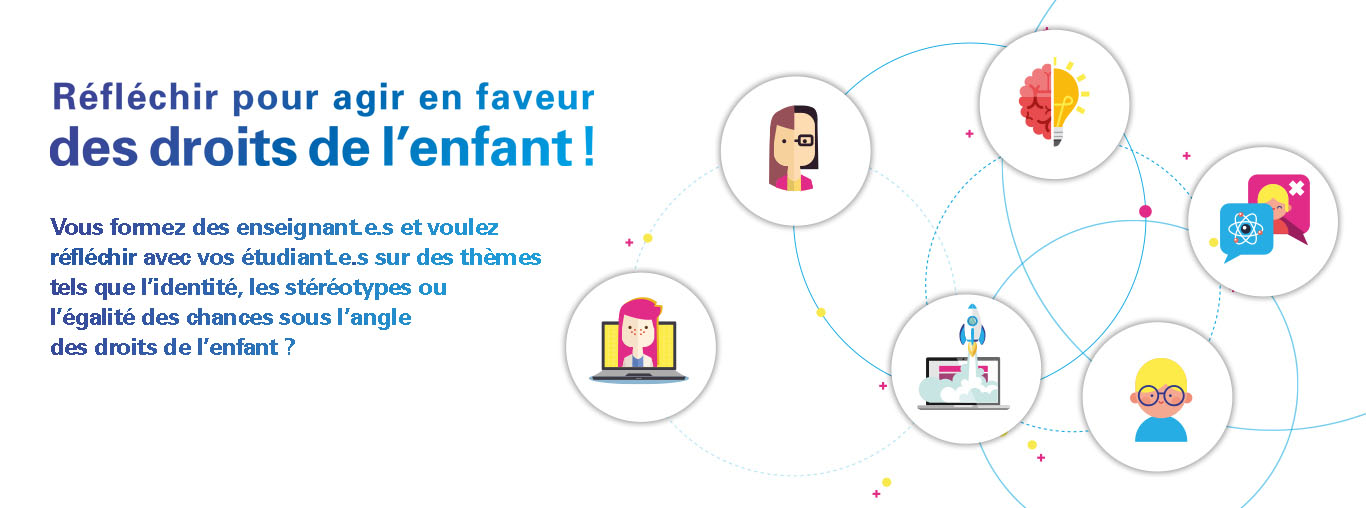 Réfléchir pour agir en faveur
des droits de l'enfant !
Vous formez des enseignant.e.s et voulez
réfléchir avec vos étudiant.e.s sur des thèmes
tels que l'identité, les stéréotypes ou
l'égalité des chances sous l'angle
des droits de l'enfant ?